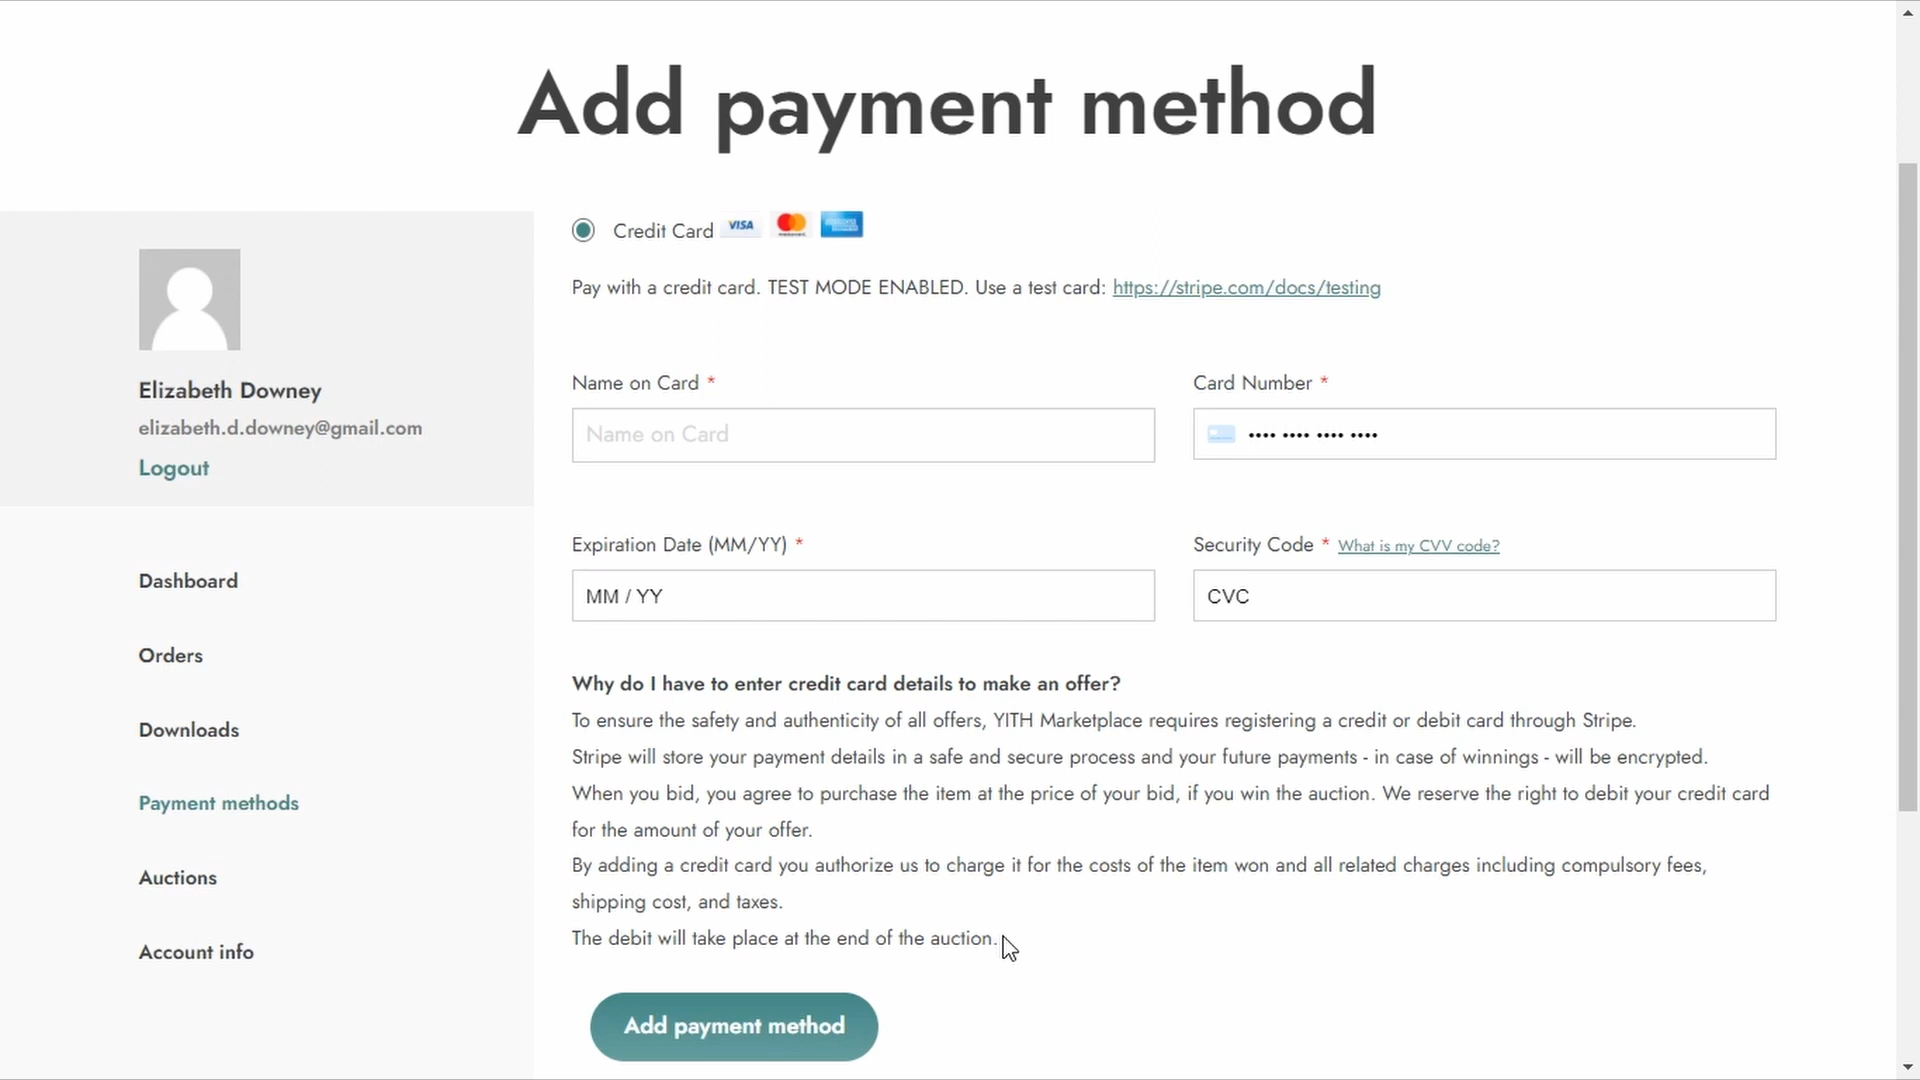 Add payment method
Credit Card VISA
Pay with a credit card. TEST MODE ENABLED. Use a test card: https://stripe.com/docs/testing
Elizabeth Downey
elizabeth.d.downey@gmail.com
Logout
Dashboard
Orders
Downloads
Payment methods
Auctions
Account info
Name on Card *
Name on Card
Card Number *
•••• •••• •••• ••••
Expiration Date (MM/YY) *
MM / YY
Security Code * What is my CVV code?
CVC
Why do I have to enter credit card details to make an offer?
To ensure the safety and authenticity of all offers, YITH Marketplace requires registering a credit or debit card through Stripe.
Stripe will store your payment details in a safe and secure process and your future payments - in case of winnings - will be encrypted.
When you bid, you agree to purchase the item at the price of your bid, if you win the auction. We reserve the right to debit your credit card
for the amount of your offer.
By adding a credit card you authorize us to charge it for the costs of the item won and all related charges including compulsory fees,
shipping cost, and taxes.
The debit will take place at the end of the auction.
Add payment method